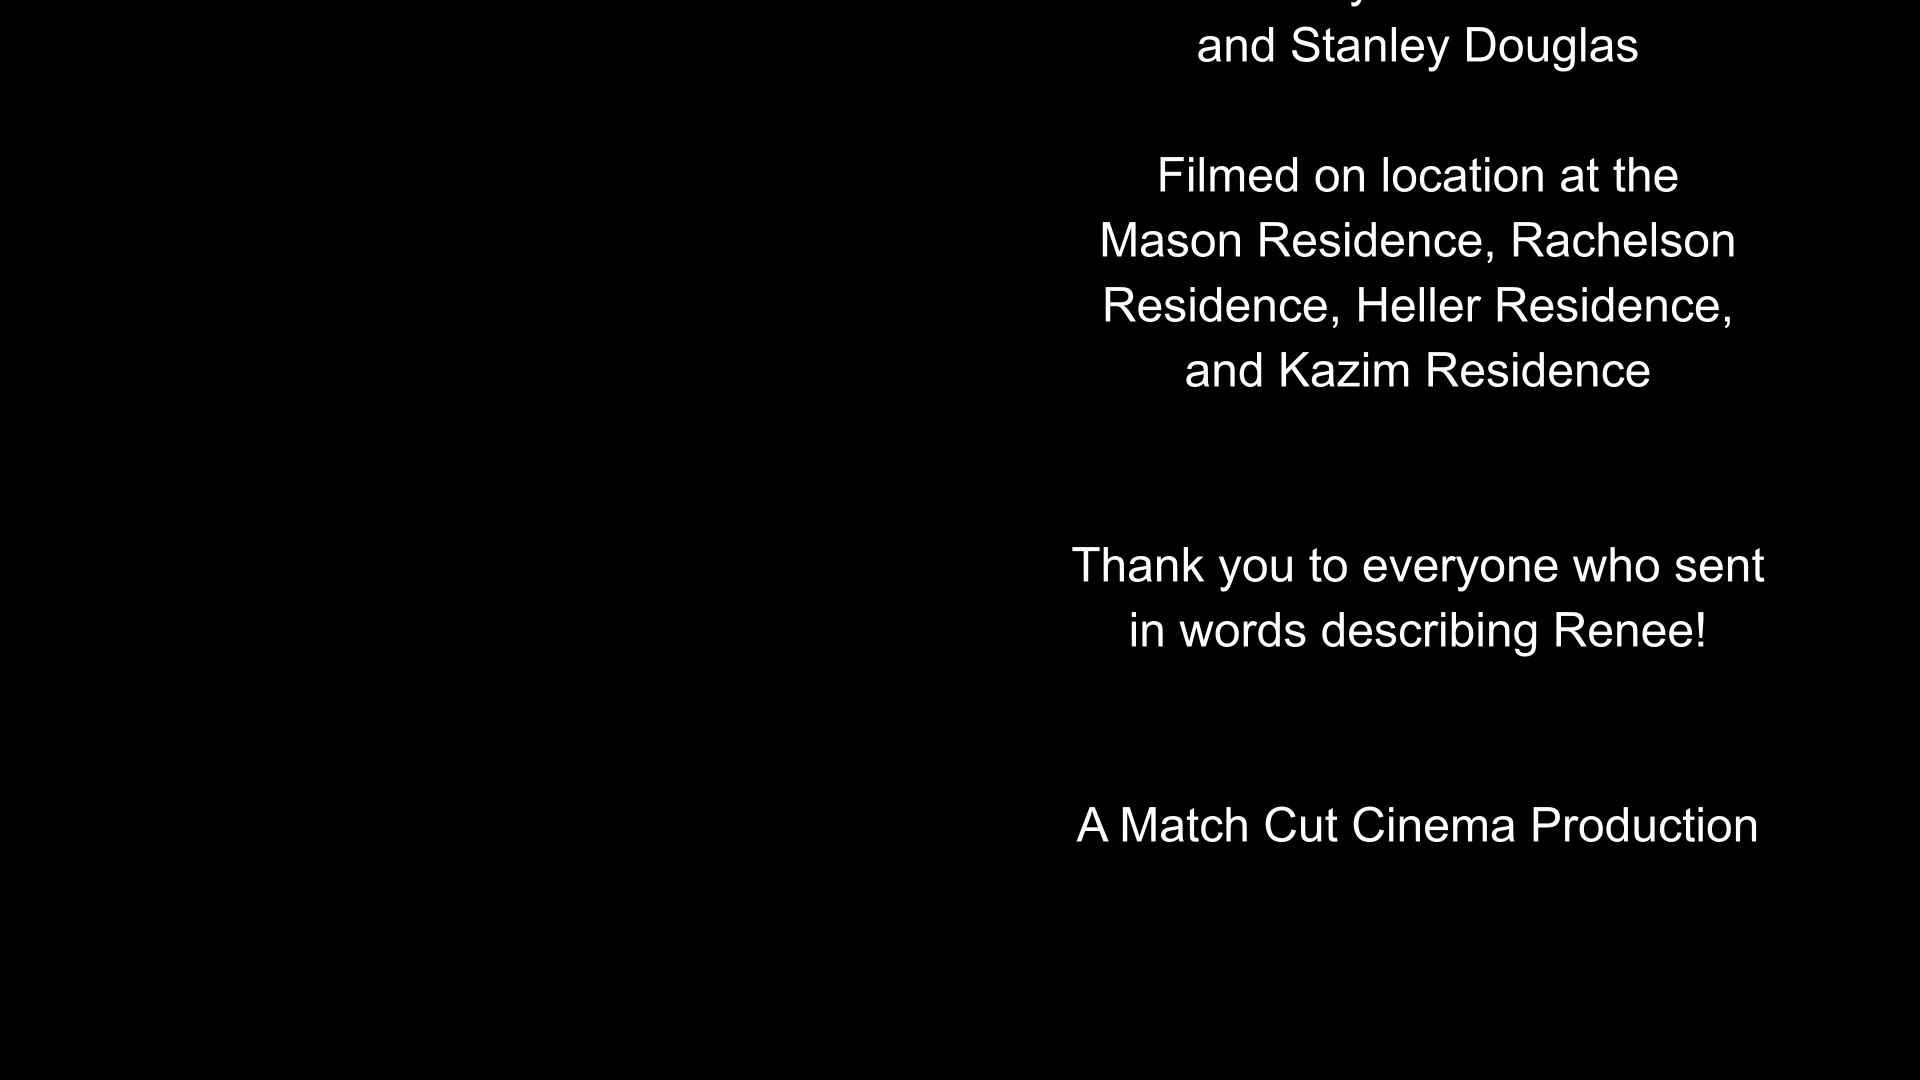 and Stanley Douglas
Filmed on location at the
Mason Residence, Rachelson
Residence, Heller Residence,
and Kazim Residence
Thank you to everyone who sent
in words describing Renee!
A Match Cut Cinema Production